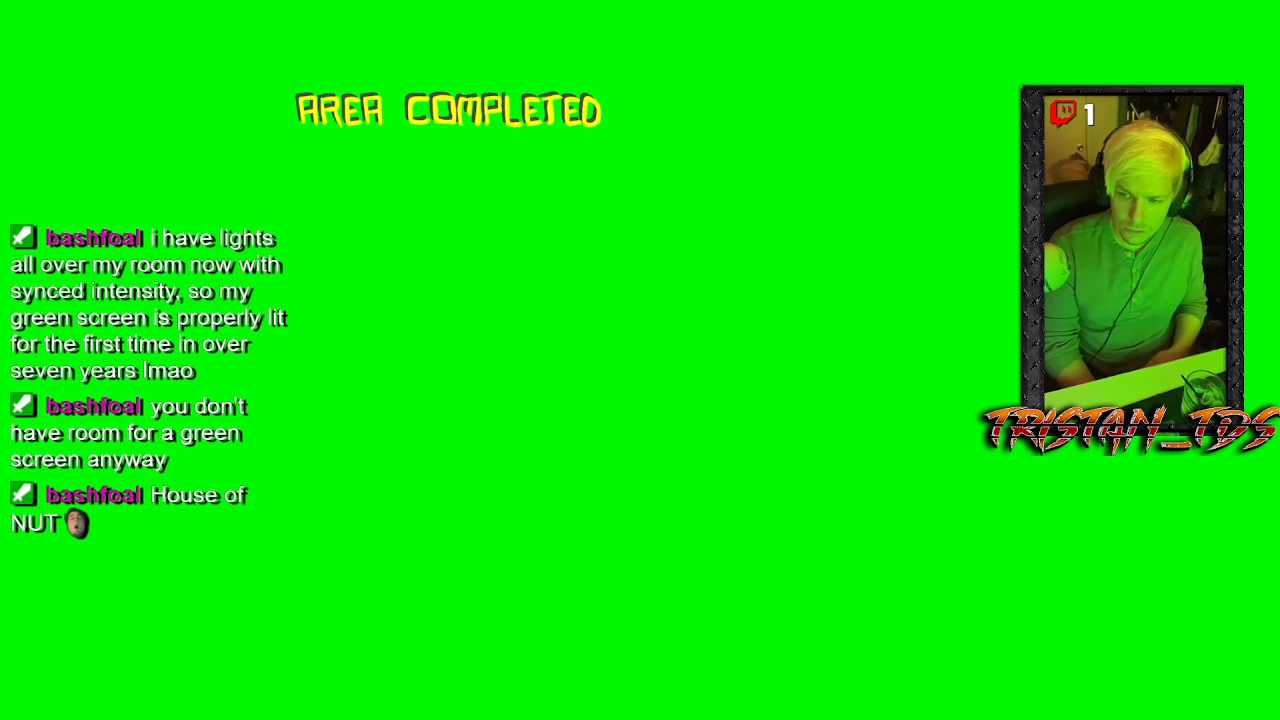 AREA COMPLETED
1
bashfoal i have lights
all over my room now with
synced intensity, so my
green screen is properly lit
for the first time in over
seven years lmao
bashfoal you don't
have room for a green
screen anyway
bashfoal House of
NUT
TRISTAN_TDS